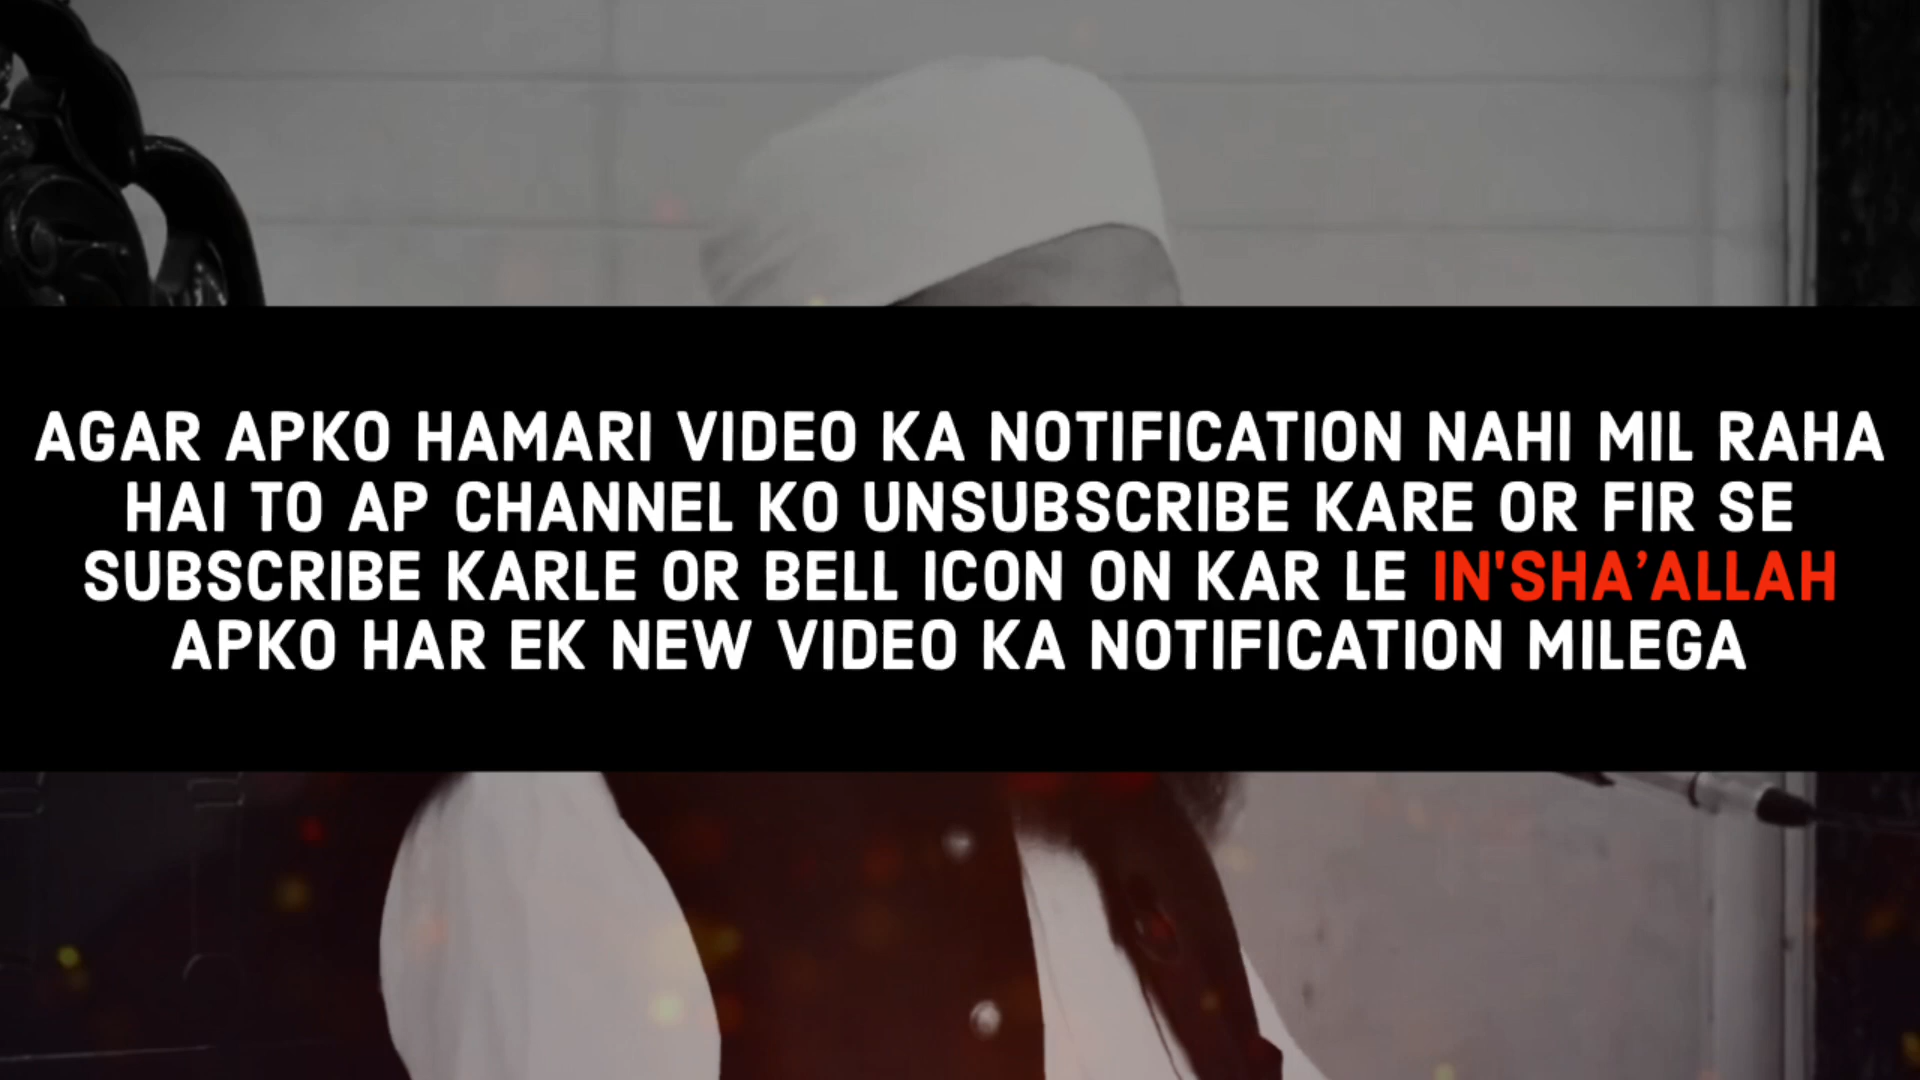 AGAR APKO HAMARI VIDEO KA NOTIFICATION NAHI MIL RAHA
HAI TO AP CHANNEL KO UNSUBSCRIBE KARE OR FIR SE
SUBSCRIBE KARLE OR BELL ICON ON KAR LE IN'SHA’ALLAH
APKO HAR EK NEW VIDEO KA NOTIFICATION MILEGA